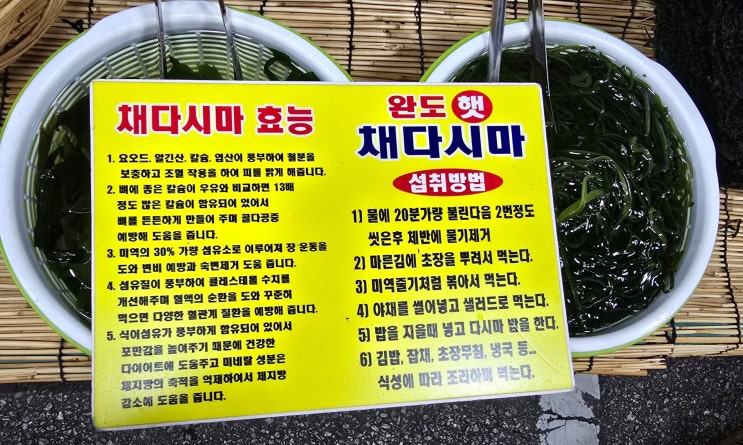 채다시마 효능
1. 요오드, 알긴산, 칼슘, 엽산이 풍부하여 철분을
보충하고 조혈 작용을 하여 피를 밝게 해줍니다.
2. 뼈에 좋은 칼슘이 우유와 비교하면 13배
정도 많은 칼슘이 함유되어 있어서
뼈를 튼튼하게 만들어 주며 골다공증
예방해 도움을 줍니다.
3. 미역의 30% 가량 섬유소로 이루어져 장 운동을
도와 변비 예방과 숙변제거 도움 줍니다.
4. 섬유질이 풍부하여 콜레스테롤 수치를
개선해주며 혈액의 순환을 도와 꾸준히
먹으면 다양한 혈관계 질환을 예방해 줍니다.
5. 식이섬유가 풍부하게 함유되어 있어서
포만감을 높여주기 때문에 건강한
다이어트에 도움주고 미네랄 성분은
체지방의 축적을 억제하여서 체지방
감소에 도움을 줍니다.
완도 햇
채다시마
섭취방법
1) 물에 20분가량 불린다음 2번정도
씻은후 체반에 물기제거
2) 마른김에 초장을 뿌려서 먹는다.
3) 미역줄기처럼 볶아서 먹는다.
4) 야채를 썰어넣고 샐러드로 먹는다.
5) 밥을 지을때 넣고 다시마 밨을 한다.
6) 김밥, 잡채, 초장무침, 냉국 등...
식성에 따라 조리하며 먹는다.